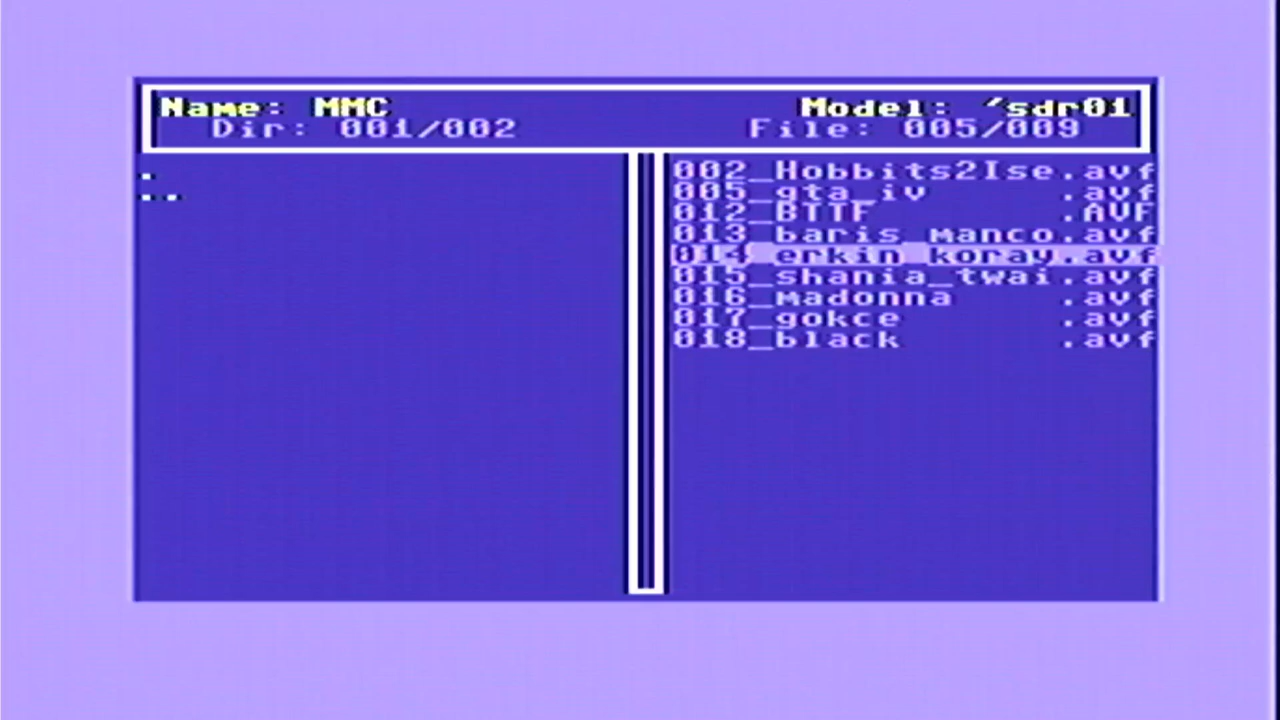 Name: MMC
Model: 'sdr01
Dir: 001/002
File: 005/009
.
..
002_Hobbits2Ise.avf
005_gta_iv .avf
012_BTTF .AVF
013_baris_manco.avf
014_erkin_koray.avf
015_shania_twai.avf
016_madonna .avf
017_gokce .avf
018_black .avf